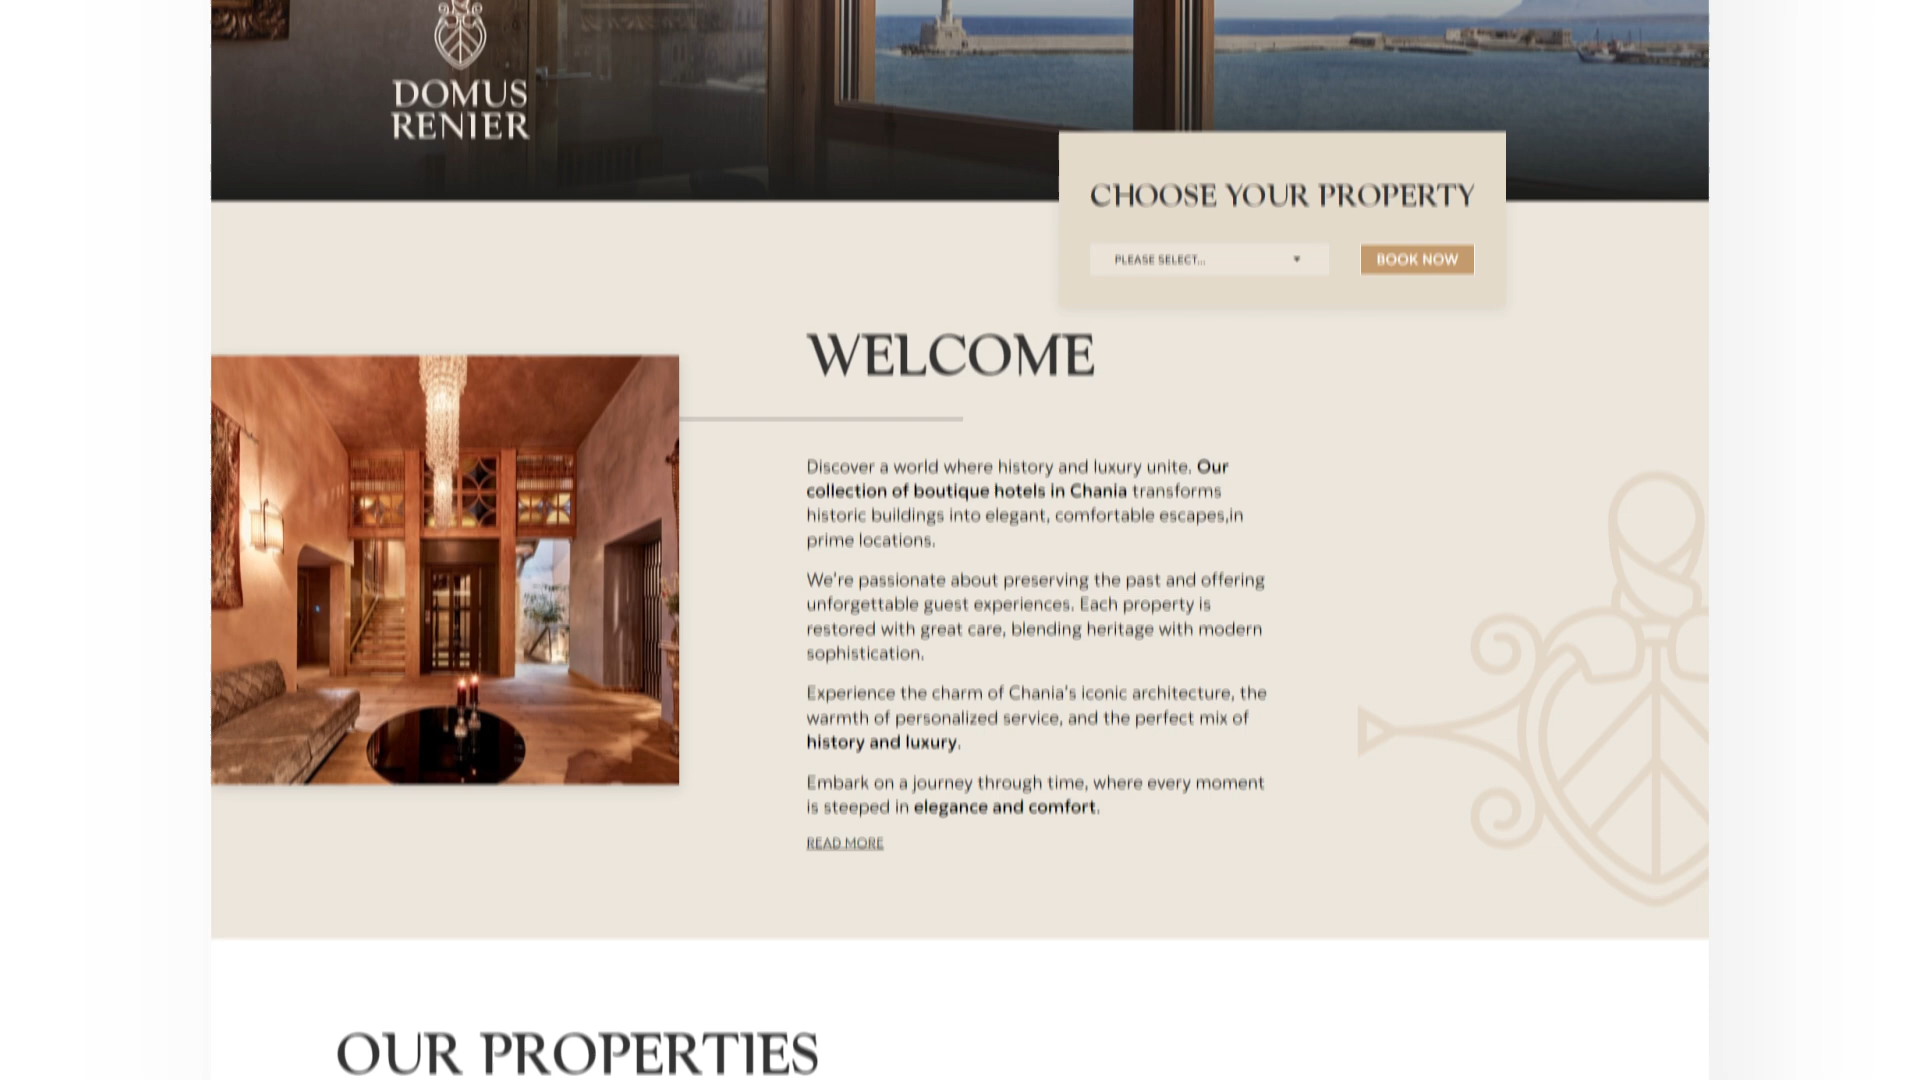 DOMUS
RENIER
CHOOSE YOUR PROPERTY
PLEASE SELECT...
BOOK NOW
WELCOME
Discover a world where history and luxury unite. Our
collection of boutique hotels in Chania transforms
historic buildings into elegant, comfortable escapes,in
prime locations.
We're passionate about preserving the past and offering
unforgettable guest experiences. Each property is
restored with great care, blending heritage with modern
sophistication.
Experience the charm of Chania's iconic architecture, the
warmth of personalized service, and the perfect mix of
history and luxury.
Embark on a journey through time, where every moment
is steeped in elegance and comfort.
READ MORE
OUR PROPERTIES